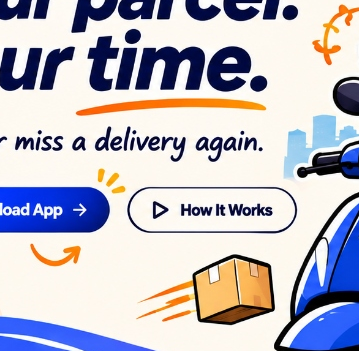 ur parcel.
ur time.
r miss a delivery again.
load App →
How It Works